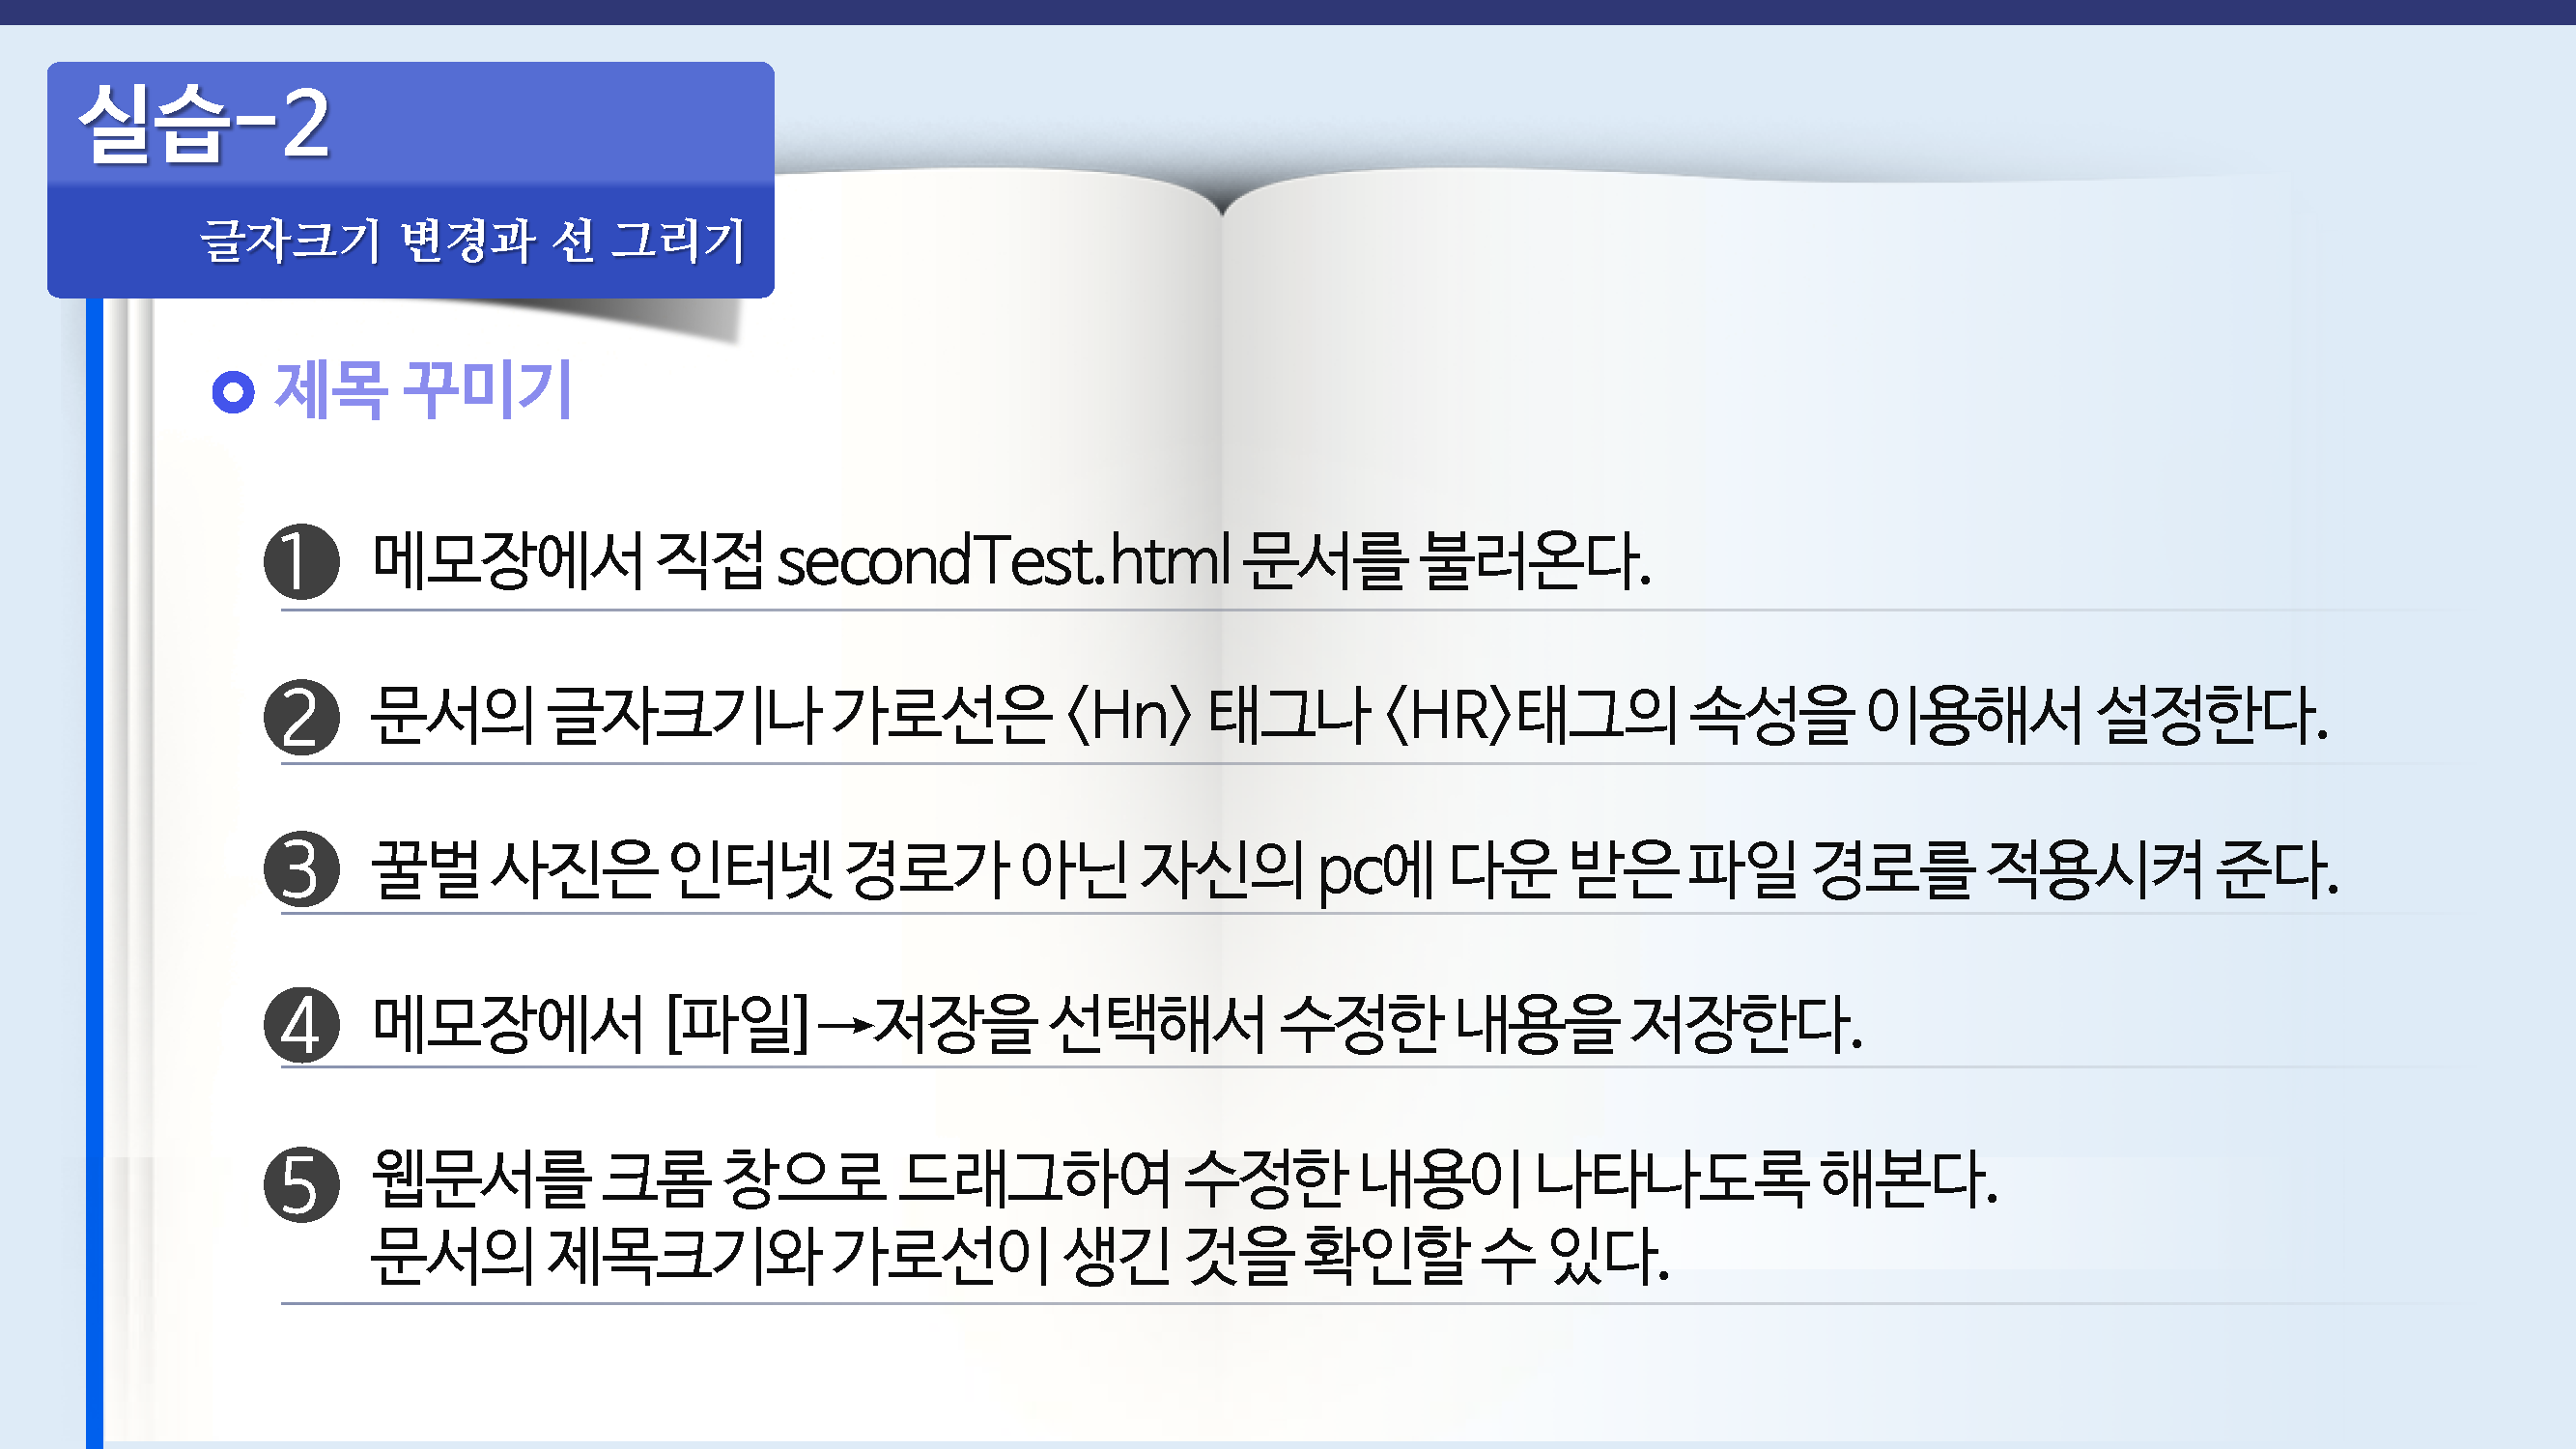 실습-2
글자크기 변경과 선 그리기
제목 꾸미기
1 메모장에서 직접 secondTest.html 문서를 불러온다.
2 문서의 글자크기나 가로선은 <Hn> 태그나 <HR>태그의 속성을 이용해서 설정한다.
3 꿀벌 사진은 인터넷 경로가 아닌 자신의 pc에 다운 받은 파일 경로를 적용시켜 준다.
4 메모장에서 [파일]→저장을 선택해서 수정한 내용을 저장한다.
5 웹문서를 크롬 창으로 드래그하여 수정한 내용이 나타나도록 해본다.
문서의 제목크기와 가로선이 생긴 것을 확인할 수 있다.